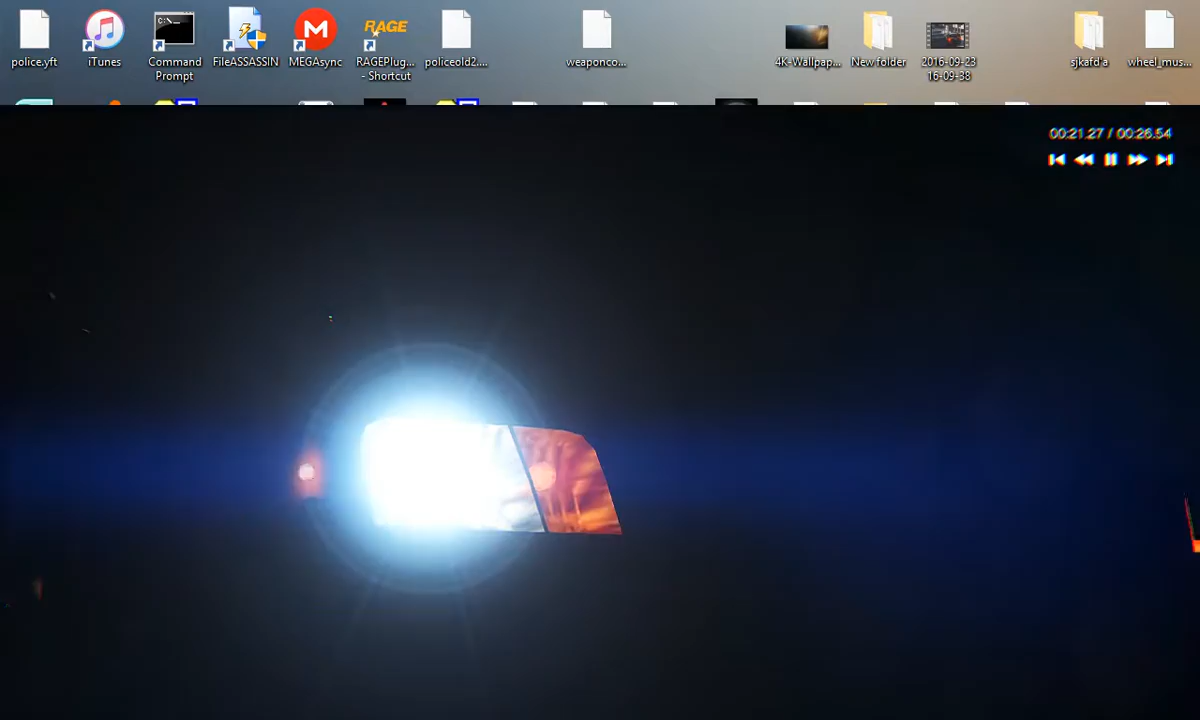 C:\_
RAGE
police.yft
iTunes
Command
Prompt
FileASSASSIN
MEGAsync
RAGEPlug...
- Shortcut
policeold2....
weaponco...
4K-Wallpap...
New folder
2016-09-23
16-09-38
sjkafd a
wheel_mus...
00:21.27 / 00:26.54